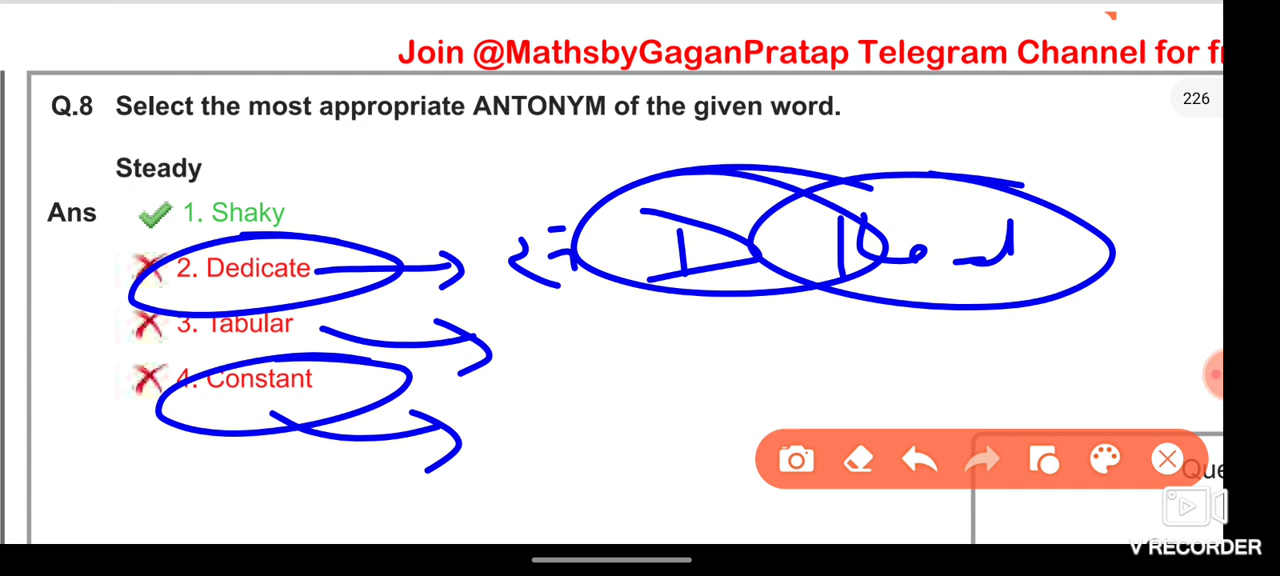 Join @MathsbyGaganPratap Telegram Channel for f
Q.8 Select the most appropriate ANTONYM of the given word.
226
Steady
Ans 1. Shaky
2. Dedicate
3. Tabular
4. Constant
Que
V RECORDER